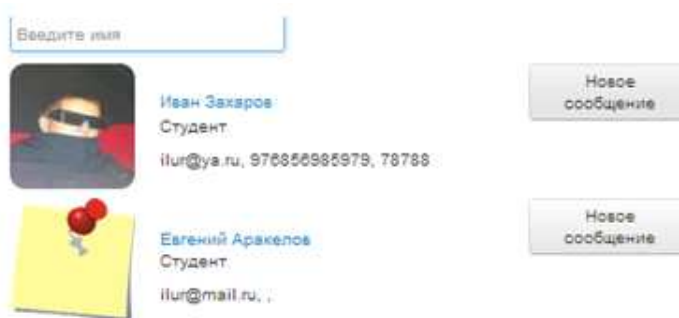 Введите имя
Иван Захаров
Студент
ilur@ya.ru, 976856985979, 78788
Новое
сообщение
Евгений Аракелов
Студент
ilur@mail.ru, ,
Новое
сообщение